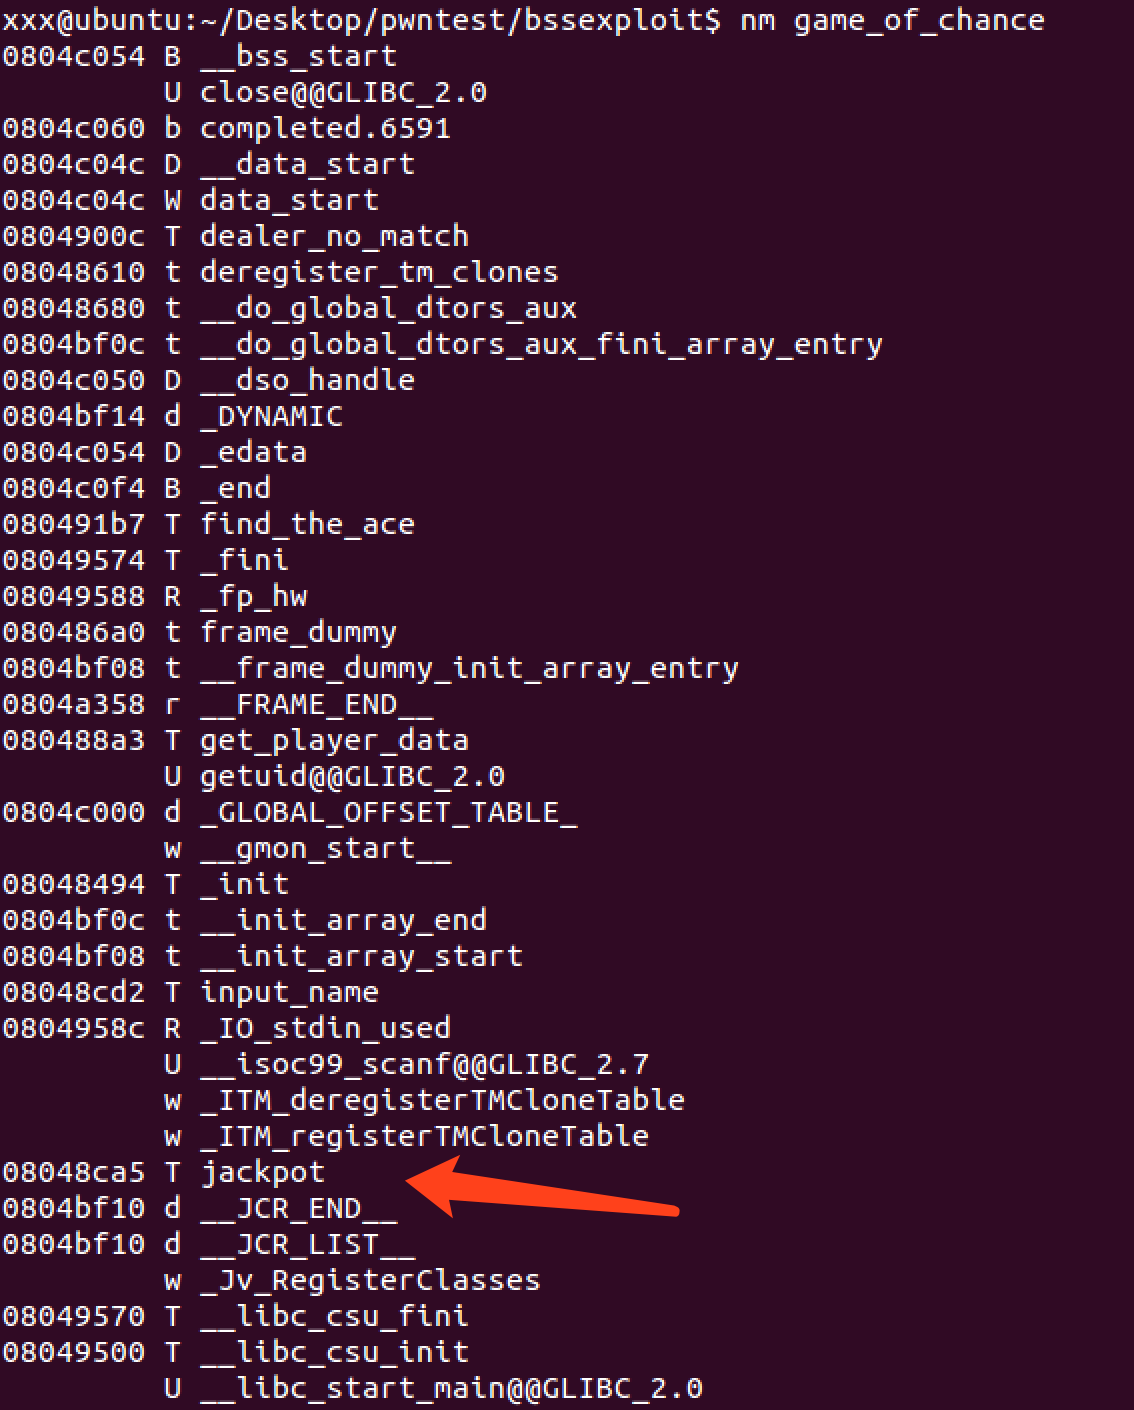 xxx@ubuntu:~/Desktop/pwntest/bssexploit$ nm game_of_chance
0804c054 B __bss_start
         U close@@GLIBC_2.0
0804c060 b completed.6591
0804c04c D __data_start
0804c04c W data_start
0804900c T dealer_no_match
08048610 t deregister_tm_clones
08048680 t __do_global_dtors_aux
0804bf0c t __do_global_dtors_aux_fini_array_entry
0804c050 D __dso_handle
0804bf14 d _DYNAMIC
0804c054 D _edata
0804c0f4 B _end
080491b7 T find_the_ace
08049574 T _fini
08049588 R _fp_hw
080486a0 t frame_dummy
0804bf08 t __frame_dummy_init_array_entry
0804a358 r __FRAME_END__
080488a3 T get_player_data
         U getuid@@GLIBC_2.0
0804c000 d _GLOBAL_OFFSET_TABLE_
         w __gmon_start__
08048494 T _init
0804bf0c t __init_array_end
0804bf08 t __init_array_start
08048cd2 T input_name
0804958c R _IO_stdin_used
         U __isoc99_scanf@@GLIBC_2.7
         w _ITM_deregisterTMCloneTable
         w _ITM_registerTMCloneTable
08048ca5 T jackpot
0804bf10 d __JCR_END__
0804bf10 d __JCR_LIST__
         w _Jv_RegisterClasses
08049570 T __libc_csu_fini
08049500 T __libc_csu_init
         U __libc_start_main@@GLIBC_2.0